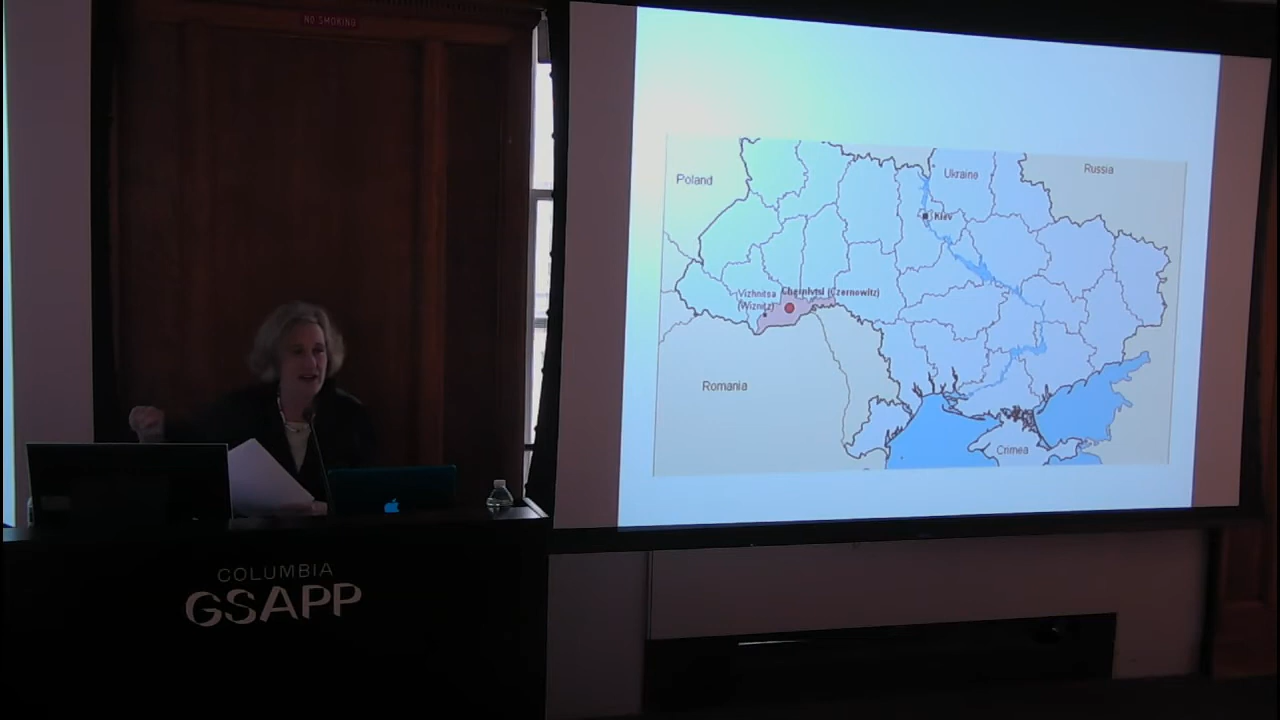 NO SMOKING
Poland
Ukraine
Russia
Kiev
Vizhnitsa
(Wiznitz)
Chernivtsi (Czernowitz)
Romania
Crimea
COLUMBIA
GSAPP